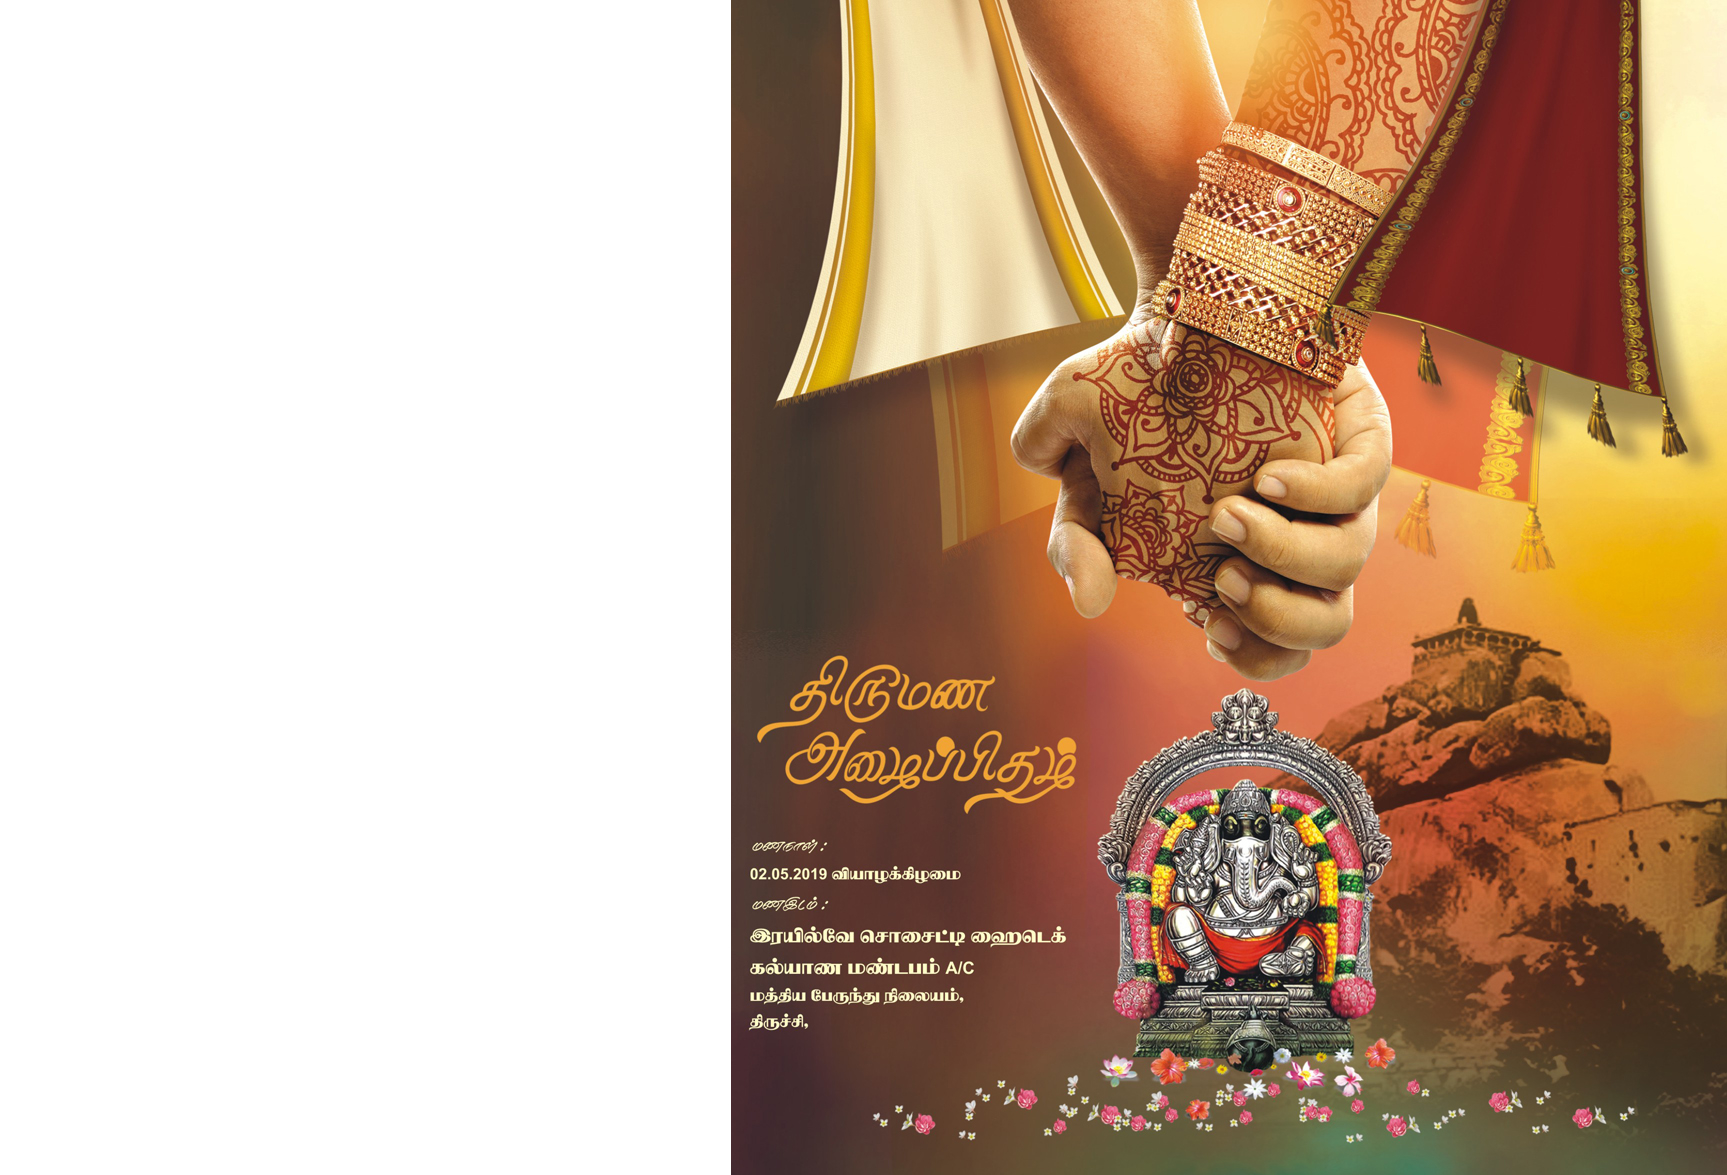 திருமண
அழைப்பிதழ்
மணநாள் :
02.05.2019 வியாழக்கிழமை
மணஇடம் :
இரயில்வே சொசைட்டி ஹைடெக்
கல்யாண மண்டபம் A/C
மத்திய பேருந்து நிலையம்,
திருச்சி,